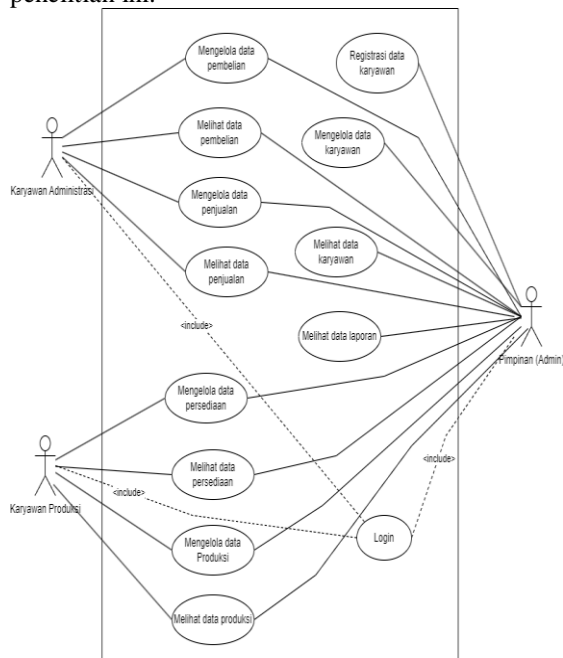 penelitian ini.
Mengelola data
pembelian
Registrasi data
karyawan
Melihat data
pembelian
Mengelola data
karyawan
Karyawan Administrasi
Mengelola data
penjualan
Melihat data
penjualan
Melihat data
karyawan
<include>
Melihat data laporan
Pimpinan (Admin)
Mengelola data
persediaan
Melihat data
persediaan
<include>
<include>
Karyawan Produksi
Mengelola data
Produksi
Login
Melihat data produksi